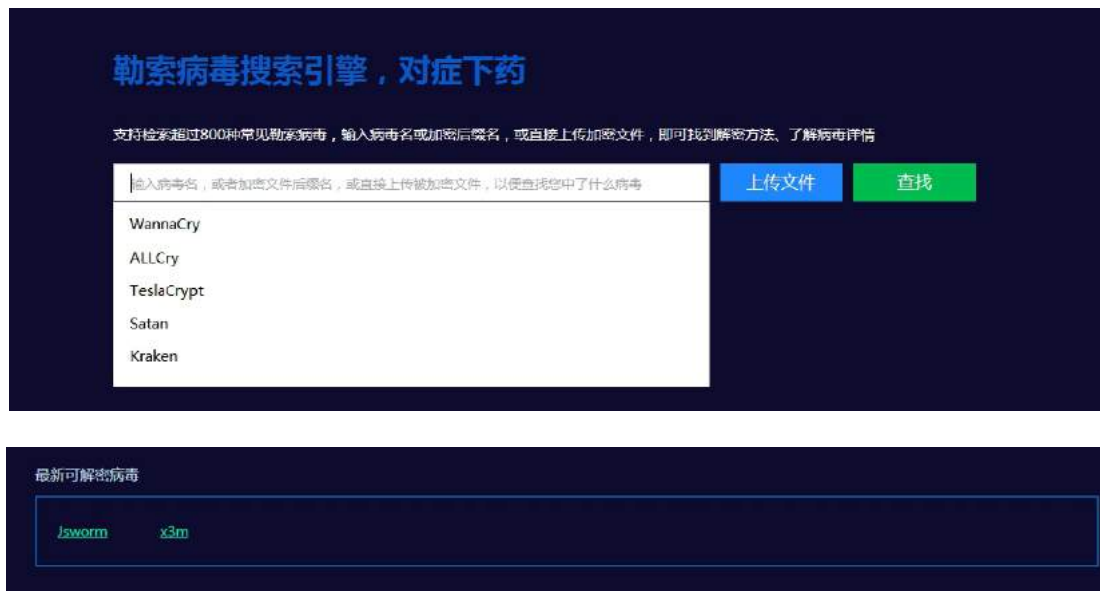 勒索病毒搜索引擎，对症下药
支持检索超过800种常见勒索病毒，输入病毒名或加密后缀名，或直接上传加密文件，即可找到解密方法、了解病毒详情
输入病毒名，或者加密文件后缀名，或直接上传被加密文件，以便查找您中了什么病毒
上传文件
查找
WannaCry
ALLCry
TeslaCrypt
Satan
Kraken
最新可解密病毒
Jsworm x3m